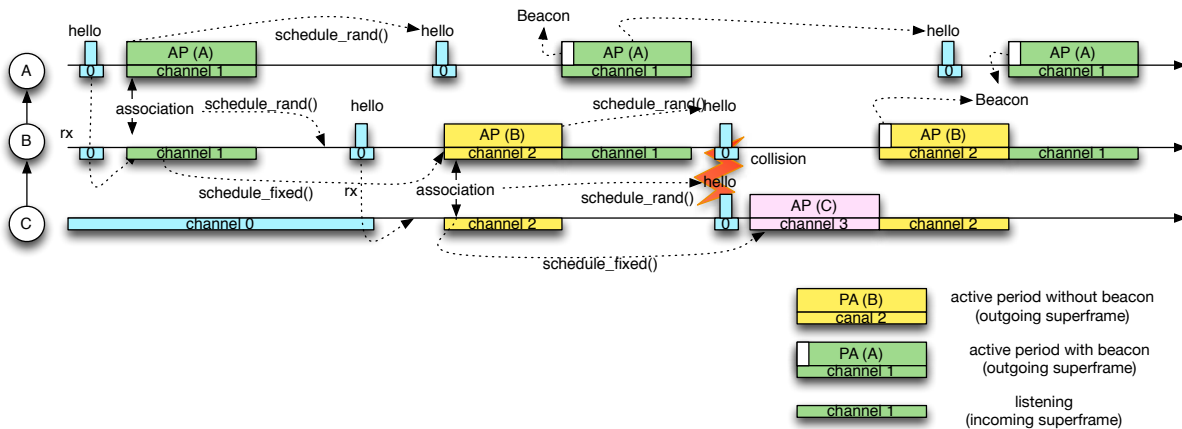 Beacon
hello
schedule_rand()
hello
hello
A
AP (A)
AP (A)
AP (A)
0
channel 1
0
channel 1
0
channel 1
association
schedule_rand()
hello
schedule_rand()
hello
Beacon
rx
B
AP (B)
AP (B)
0
channel 1
0
channel 2
channel 1
0
channel 2
channel 1
collision
schedule_fixed()
rx
association
hello
schedule_rand()
C
AP (C)
channel 0
channel 2
0
channel 3
channel 2
schedule_fixed()
PA (B)
canal 2
active period without beacon
(outgoing superframe)
PA (A)
channel 1
active period with beacon
(outgoing superframe)
channel 1
listening
(incoming superframe)